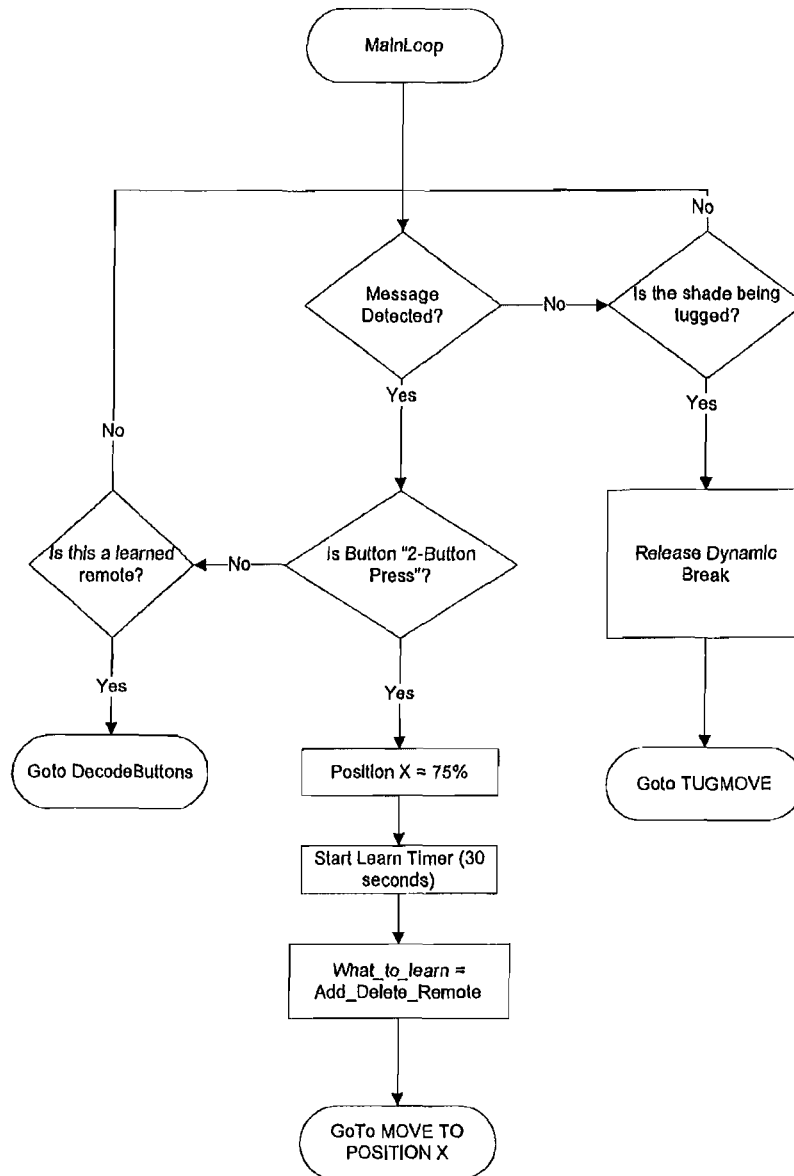 MainLoop
No
Message
Detected?
No
Is the shade being
tugged?
Yes
Yes
No
Is this a learned
remote?
No
Is Button "2-Button
Press"?
Release Dynamic
Break
Yes
Yes
Goto DecodeButtons
Position X = 75%
Goto TUGMOVE
Start Learn Timer (30
seconds)
What_to_learn =
Add_Delete_Remote
GoTo MOVE TO
POSITION X